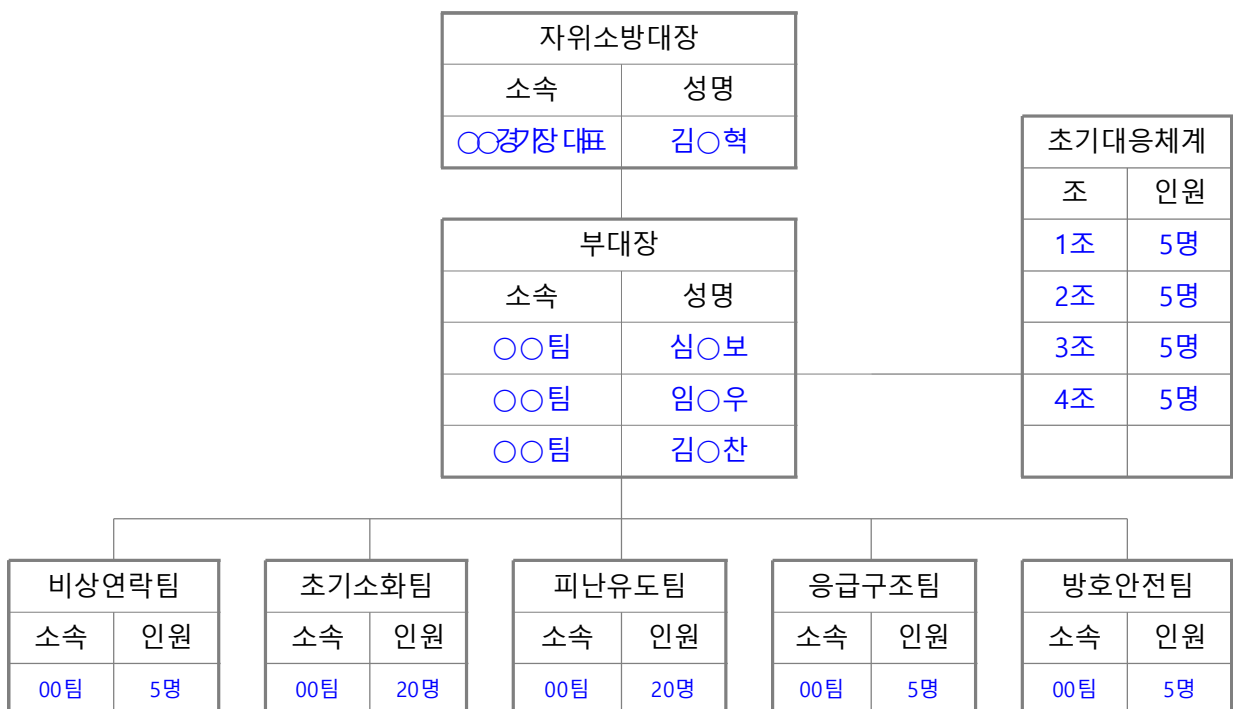 자위소방대장
소속 성명
○○경기장 대표 김○혁
초기대응체계
조 인원
1조 5명
2조 5명
3조 5명
4조 5명
부대장
소속 성명
○○팀 심○보
○○팀 임○우
○○팀 김○찬
비상연락팀 초기소화팀 피난유도팀 응급구조팀 방호안전팀
소속 인원 소속 인원 소속 인원 소속 인원 소속 인원
00팀 5명 00팀 20명 00팀 20명 00팀 5명 00팀 5명